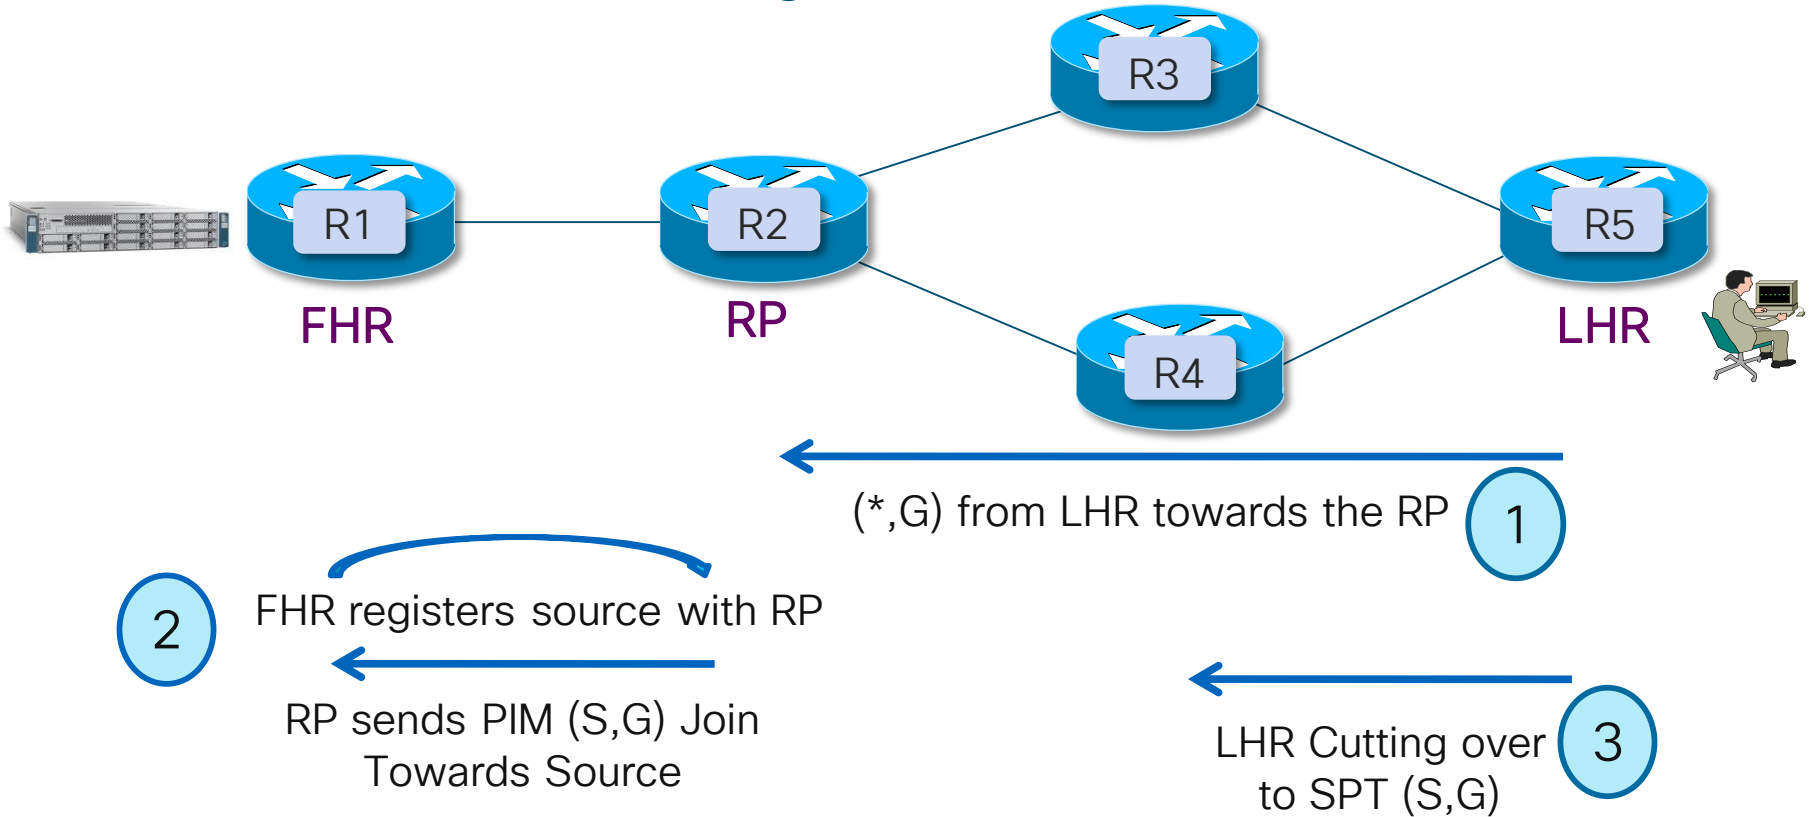 R3
R1
R2
R5
FHR
RP
LHR
R4
(*,G) from LHR towards the RP
1
2
FHR registers source with RP
RP sends PIM (S,G) Join
Towards Source
LHR Cutting over
to SPT (S,G)
3